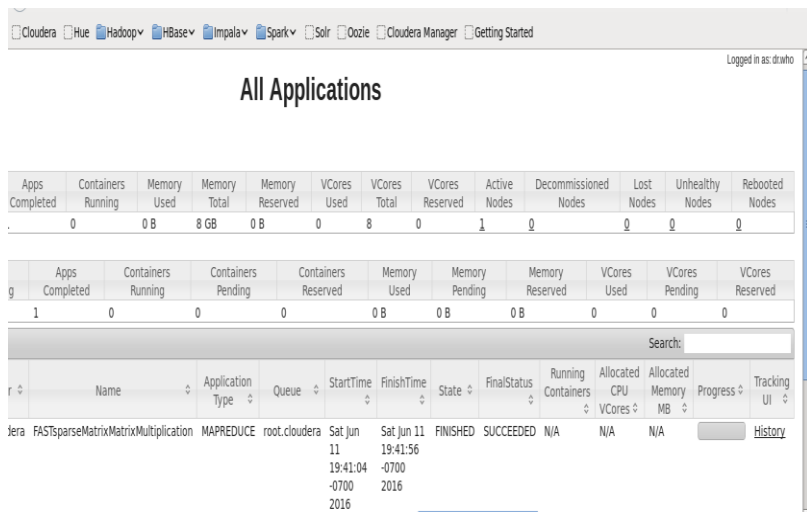 Cloudera Hue Hadoop HBase Impala Spark Solr Oozie Cloudera Manager Getting Started
Logged in as: dr.who
All Applications
Apps Completed Containers Running Memory Used Memory Total Memory Reserved VCores Used VCores Total VCores Reserved Active Nodes Decommissioned Nodes Lost Nodes Unhealthy Nodes Rebooted Nodes
0 0 B 8 GB 0 B 0 8 0 1 0 0 0 0
g Apps Completed Containers Running Containers Pending Containers Reserved Memory Used Memory Pending Memory Reserved VCores Used VCores Pending VCores Reserved
1 0 0 0 0 B 0 B 0 B 0 0 0
Search:
r Name Application Type Queue StartTime FinishTime State FinalStatus Running Containers Allocated CPU VCores Allocated Memory MB Progress Tracking UI
dera FASTsparseMatrixMatrixMultiplication MAPREDUCE root.cloudera Sat Jun 11 19:41:04 -0700 2016 Sat Jun 11 19:41:56 -0700 2016 FINISHED SUCCEEDED N/A N/A N/A History